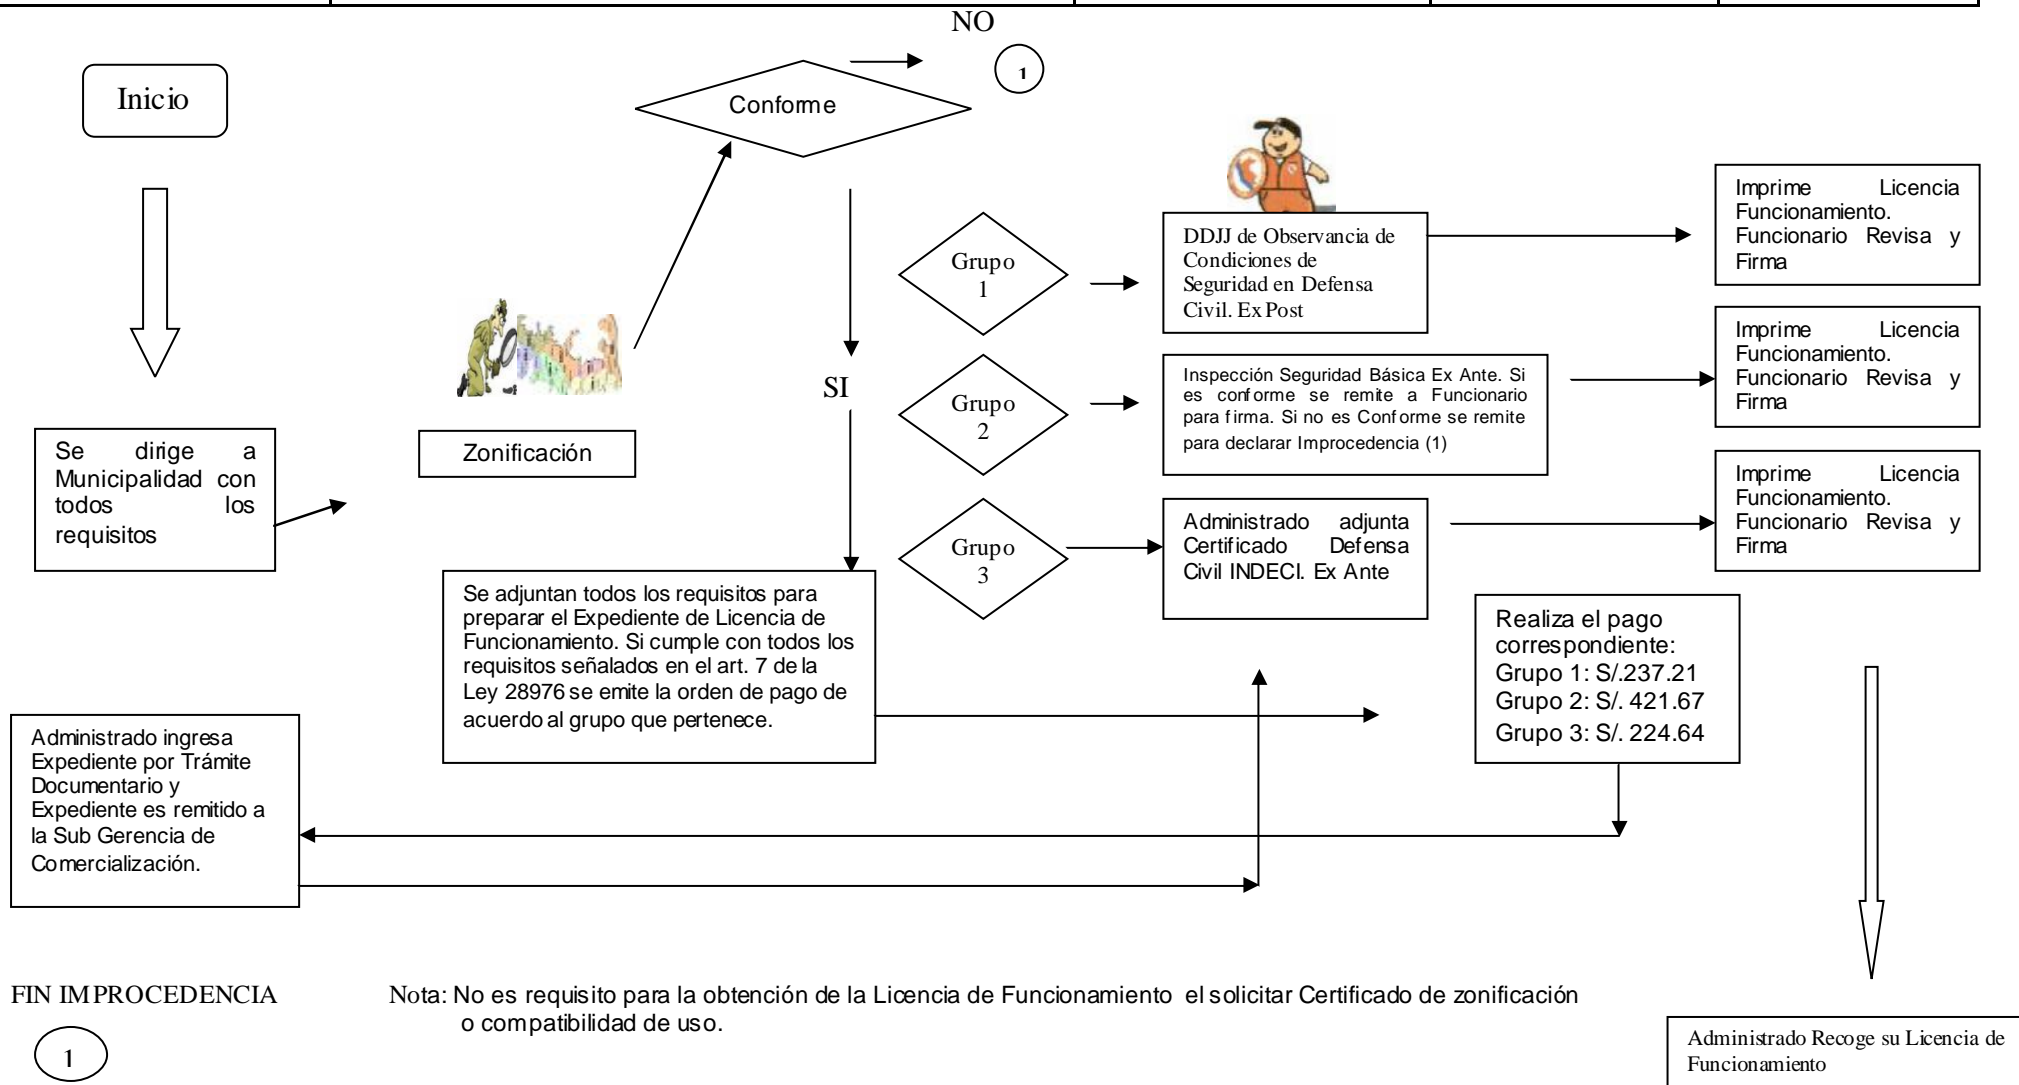 NO
1
Inicio
Conforme
Imprime Licencia
Funcionamiento.
Funcionario Revisa y
Firma
DDJJ de Observancia de
Condiciones de
Seguridad en Defensa
Civil. Ex Post
Grupo
1
Imprime Licencia
Funcionamiento.
Funcionario Revisa y
Firma
SI
Grupo
2
Inspección Seguridad Básica Ex Ante. Si
es conforme se remite a Funcionario
para firma. Si no es Conforme se remite
para declarar Improcedencia (1)
Se dirige a
Municipalidad con
todos los
requisitos
Zonificación
Imprime Licencia
Funcionamiento.
Funcionario Revisa y
Firma
Grupo
3
Administrado adjunta
Certificado Defensa
Civil INDECI. Ex Ante
Se adjuntan todos los requisitos para
preparar el Expediente de Licencia de
Funcionamiento. Si cumple con todos los
requisitos señalados en el art. 7 de la
Ley 28976 se emite la orden de pago de
acuerdo al grupo que pertenece.
Realiza el pago
correspondiente:
Grupo 1: S/.237.21
Grupo 2: S/. 421.67
Grupo 3: S/. 224.64
Administrado ingresa
Expediente por Trámite
Documentario y
Expediente es remitido a
la Sub Gerencia de
Comercialización.
FIN IMPROCEDENCIA
1
Nota: No es requisito para la obtención de la Licencia de Funcionamiento el solicitar Certificado de zonificación
o compatibilidad de uso.
Administrado Recoge su Licencia de
Funcionamiento